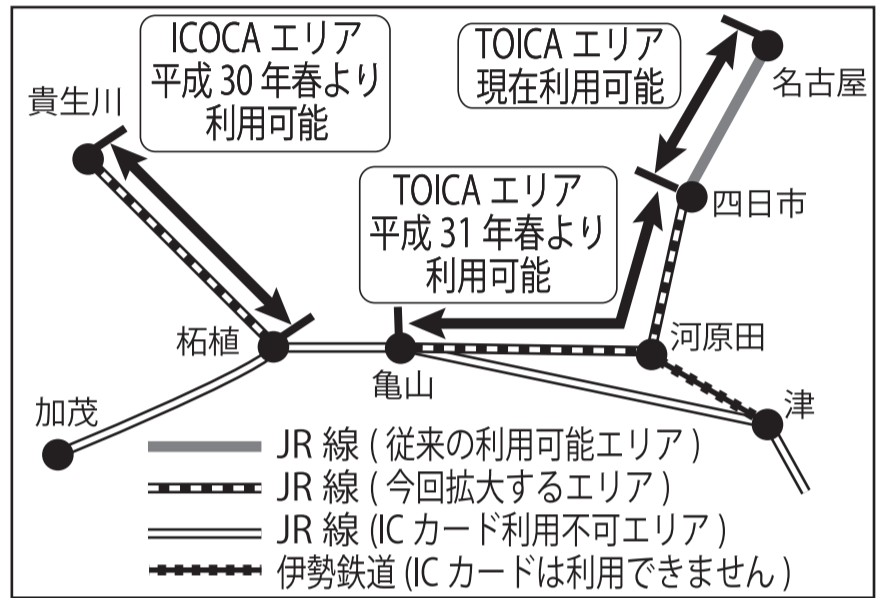 ICOCA エリア
平成 30 年春より
利用可能
TOICA エリア
現在利用可能
名古屋
貴生川
TOICA エリア
平成 31 年春より
利用可能
四日市
柘植
亀山
河原田
加茂
津
JR 線 ( 従来の利用可能エリア )
JR 線 ( 今回拡大するエリア )
JR 線 (IC カード利用不可エリア )
伊勢鉄道 (IC カードは利用できません )